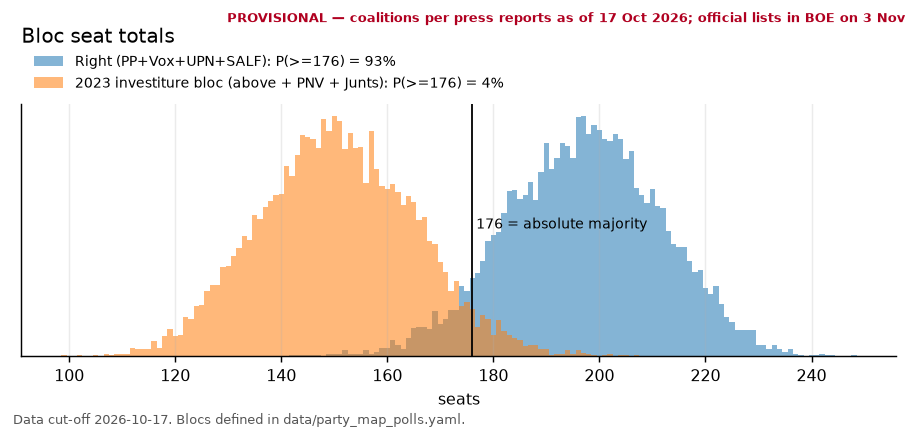 PROVISIONAL — coalitions per press reports as of 17 Oct 2026; official lists in BOE on 3 Nov
Bloc seat totals
Right (PP+Vox+UPN+SALF): P(>=176) = 93%
2023 investiture bloc (above + PNV + Junts): P(>=176) = 4%
176 = absolute majority
100 120 140 160 180 200 220 240
seats
Data cut-off 2026-10-17. Blocs defined in data/party_map_polls.yaml.